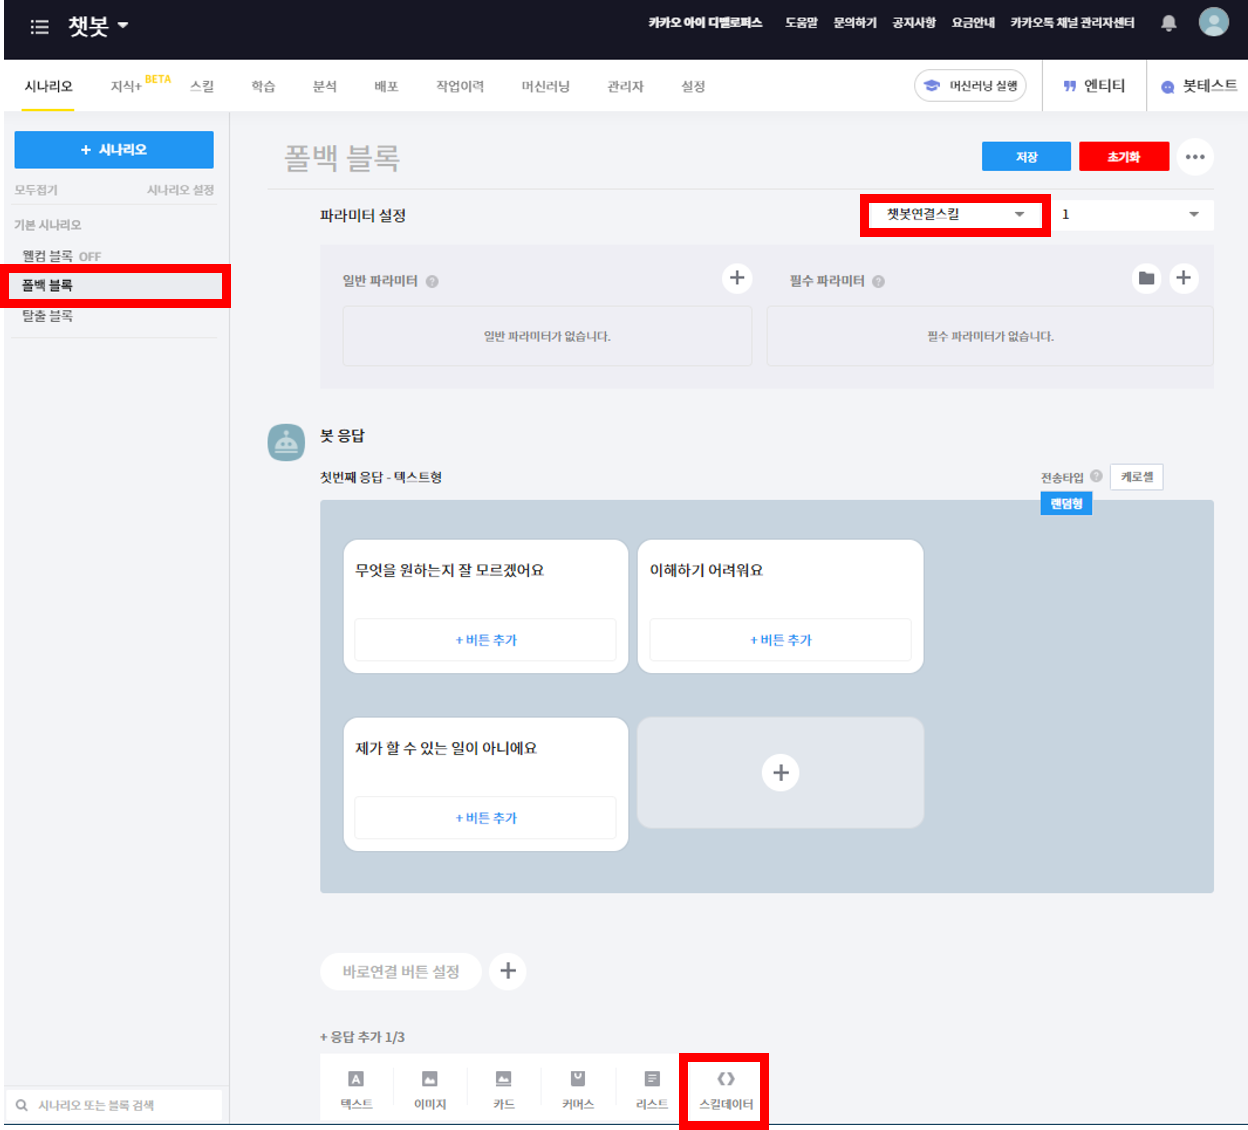 챗봇
카카오 아이 디벨로퍼스 도움말 문의하기 공지사항 요금안내 카카오톡 채널 관리자센터
시나리오 지식+ BETA 스킬 학습 분석 배포 작업이력 머신러닝 관리자 설정 머신러닝 실행 엔티티 봇테스트
+ 시나리오
모두접기 시나리오 설정
기본 시나리오
웰컴 블록 OFF
폴백 블록
탈출 블록
폴백 블록 저장 초기화
파라미터 설정 챗봇연결스킬 1
일반 파라미터 ? 필수 파라미터 ?
일반 파라미터가 없습니다. 필수 파라미터가 없습니다.
봇 응답
첫번째 응답 - 텍스트형 전송타입 ? 케로셀
랜덤형
무엇을 원하는지 잘 모르겠어요 이해하기 어려워요
+ 버튼 추가 + 버튼 추가
제가 할 수 있는 일이 아니에요
+ 버튼 추가
바로연결 버튼 설정
+ 응답 추가 1/3
텍스트 이미지 카드 커머스 리스트 스킬데이터
시나리오 또는 블록 검색